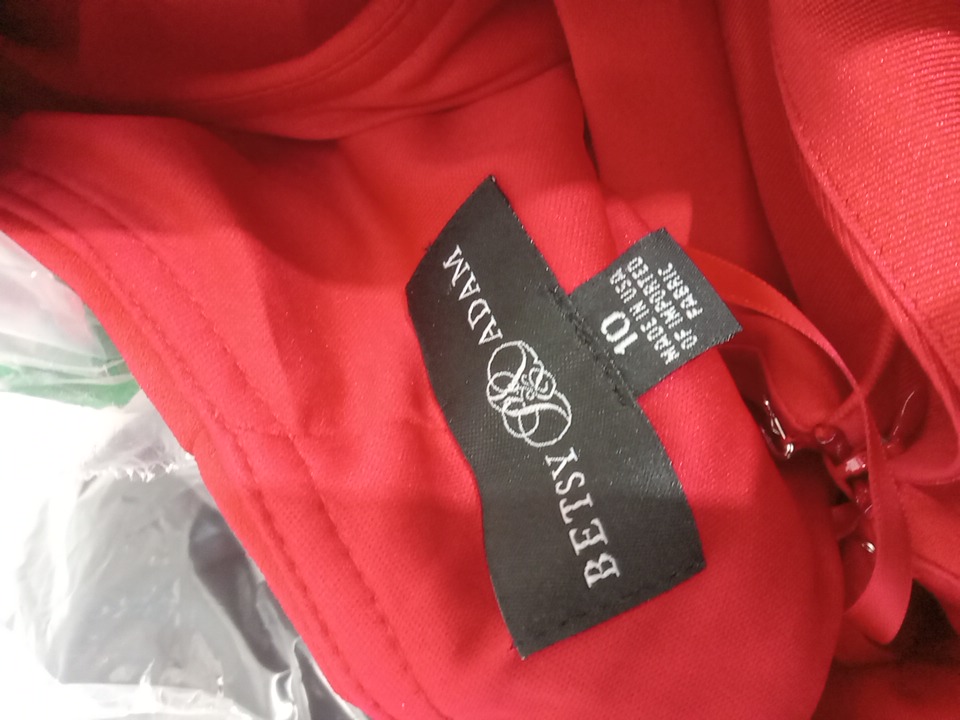 BETSY & ADAM
10
MADE IN USA
OF IMPORTED
FABRIC